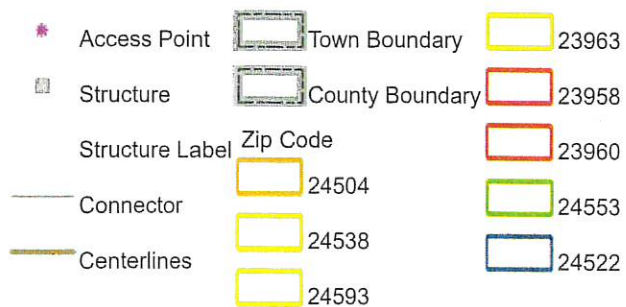 Access Point
Structure
Structure Label
Connector
Centerlines
Town Boundary
County Boundary
Zip Code
24504
24538
24593
23963
23958
23960
24553
24522